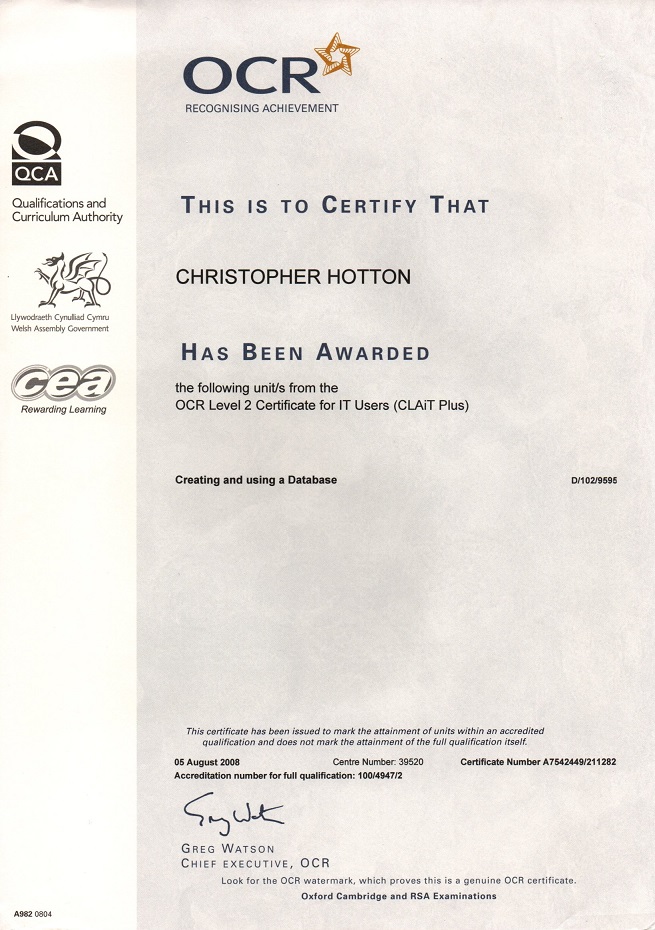 OCR
RECOGNISING ACHIEVEMENT
QCA
Qualifications and
Curriculum Authority
Llywodraeth Cynulliad Cymru
Welsh Assembly Government
cea
Rewarding Learning
THIS IS TO CERTIFY THAT
CHRISTOPHER HOTTON
HAS BEEN AWARDED
the following unit/s from the
OCR Level 2 Certificate for IT Users (CLAiT Plus)
Creating and using a Database D/102/9595
This certificate has been issued to mark the attainment of units within an accredited
qualification and does not mark the attainment of the full qualification itself.
05 August 2008 Centre Number: 39520 Certificate Number A7542449/211282
Accreditation number for full qualification: 100/4947/2
Greg Watson
GREG WATSON
CHIEF EXECUTIVE, OCR
Look for the OCR watermark, which proves this is a genuine OCR certificate.
Oxford Cambridge and RSA Examinations
A982 0804